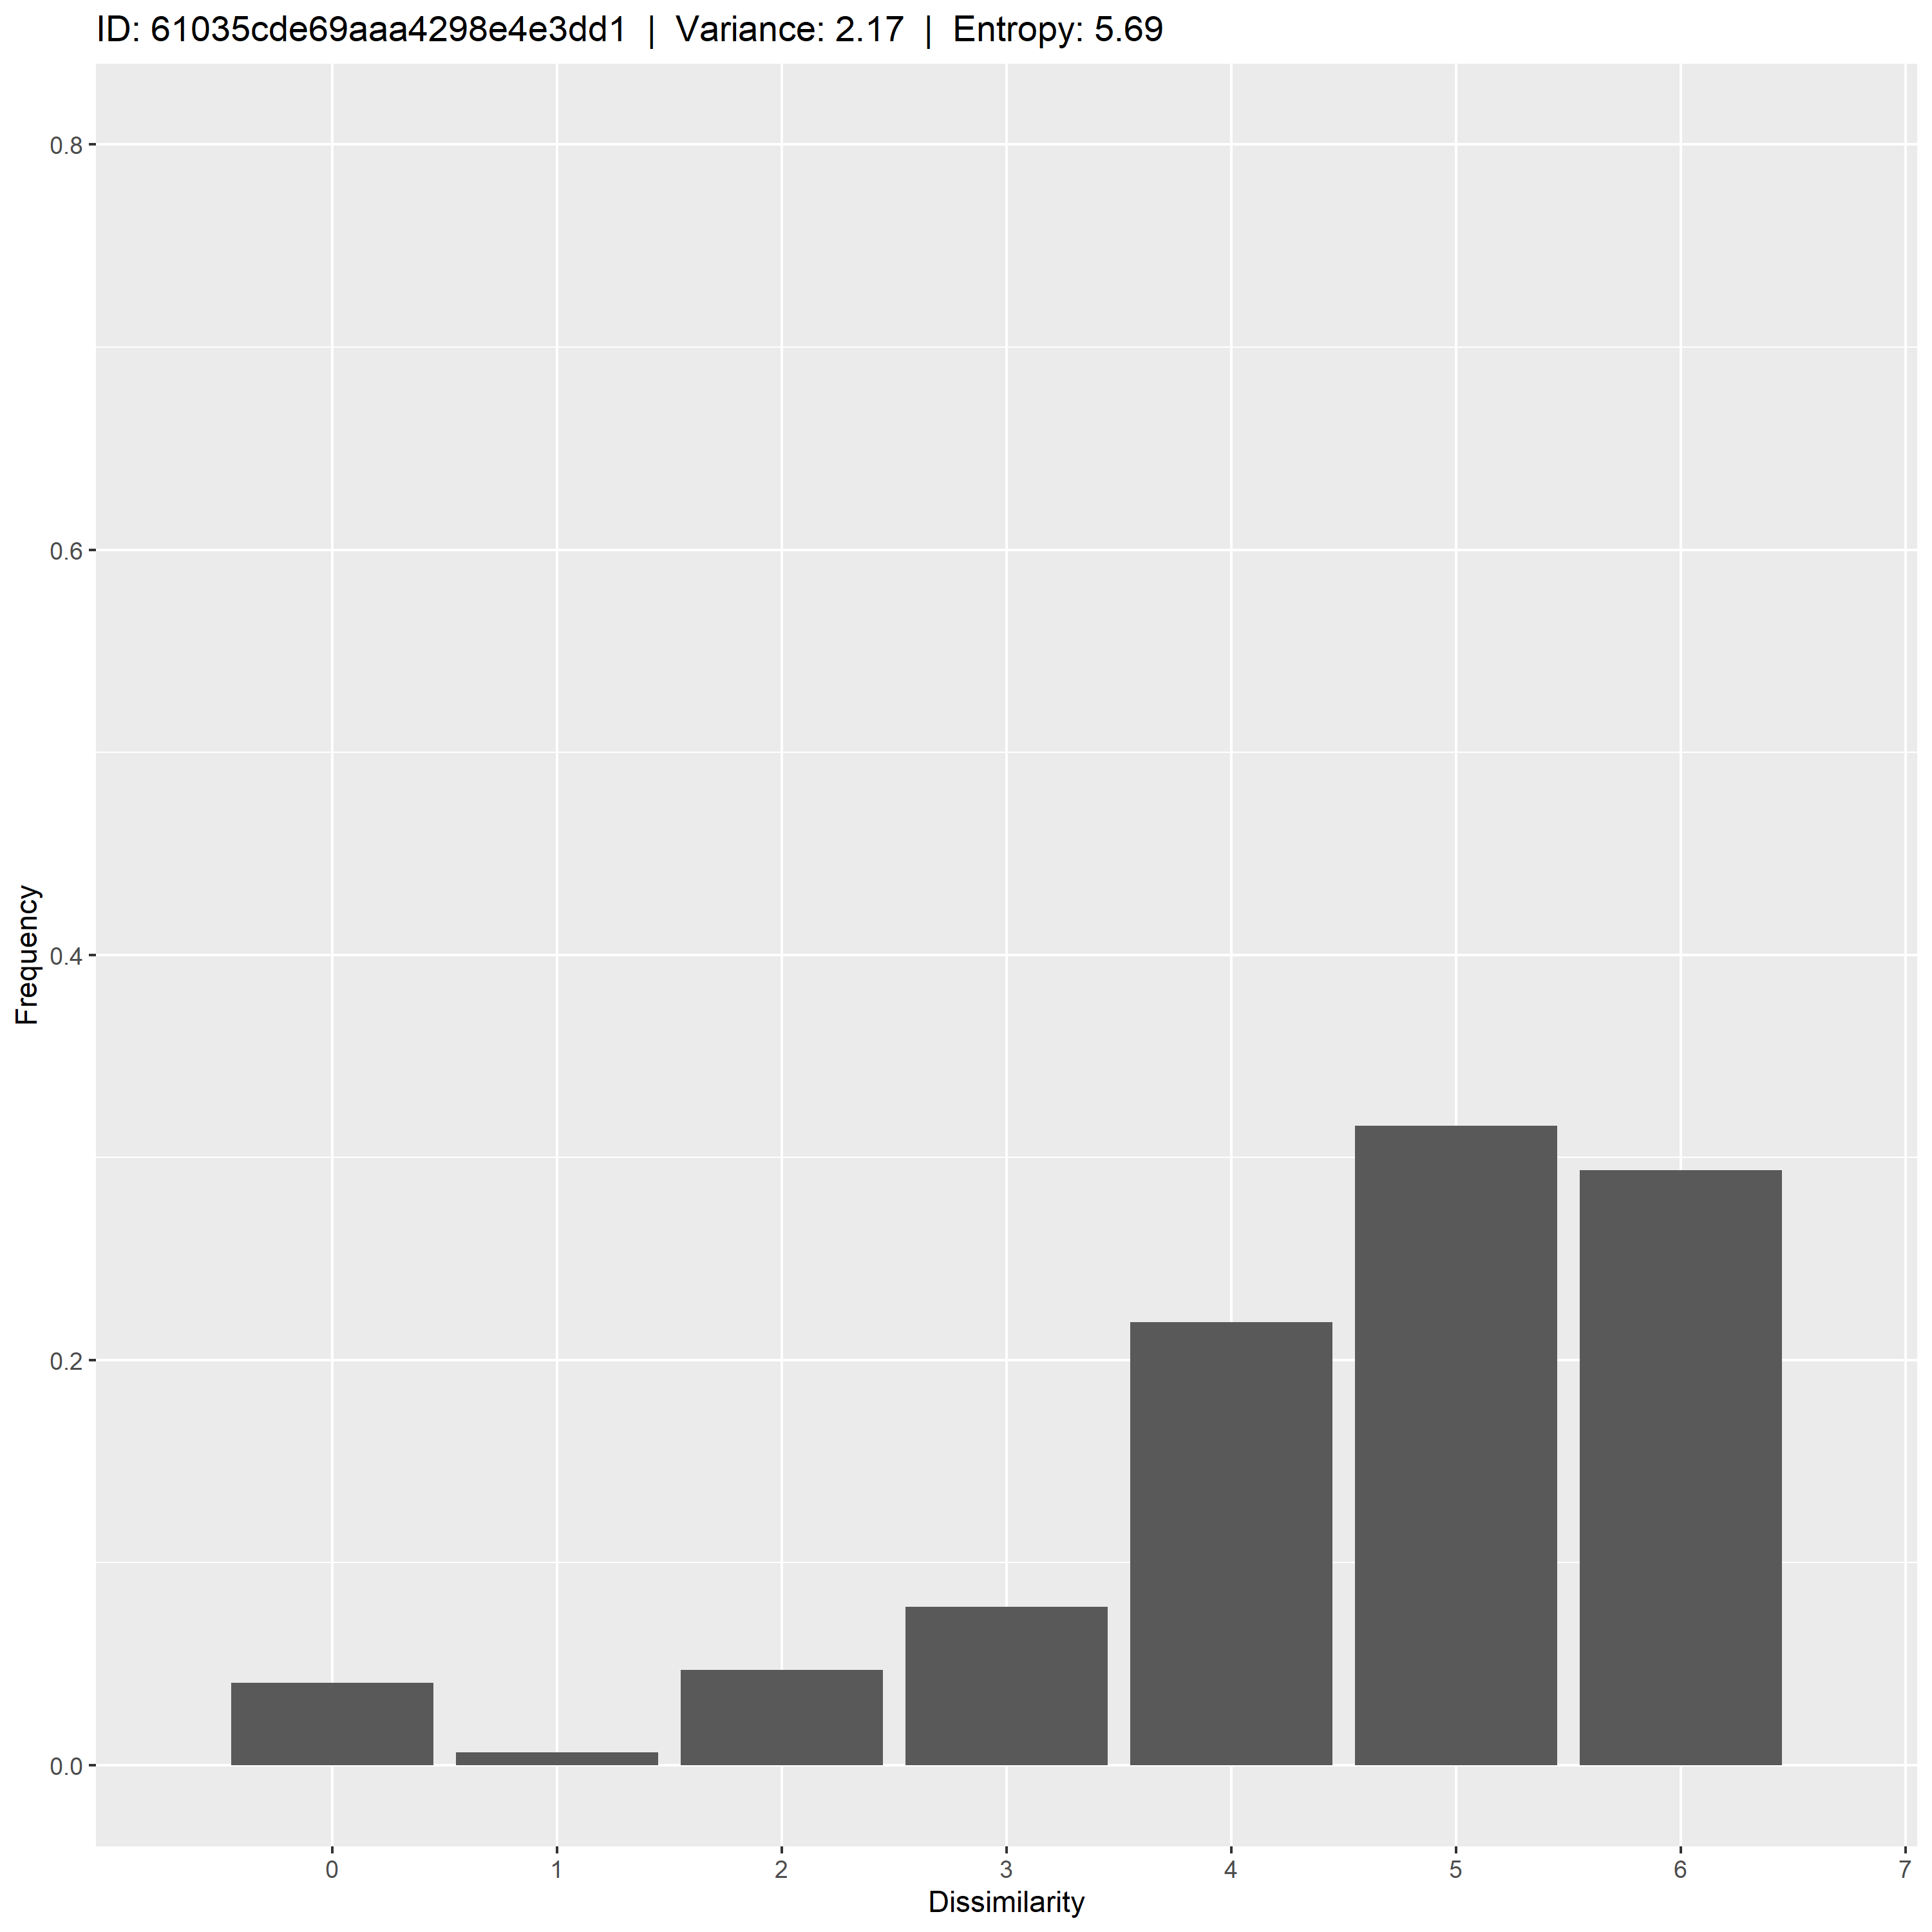 ID: 61035cde69aaa4298e4e3dd1 | Variance: 2.17 | Entropy: 5.69
0.8
0.6
0.4
0.2
0.0
Frequency
0 1 2 3 4 5 6 7
Dissimilarity